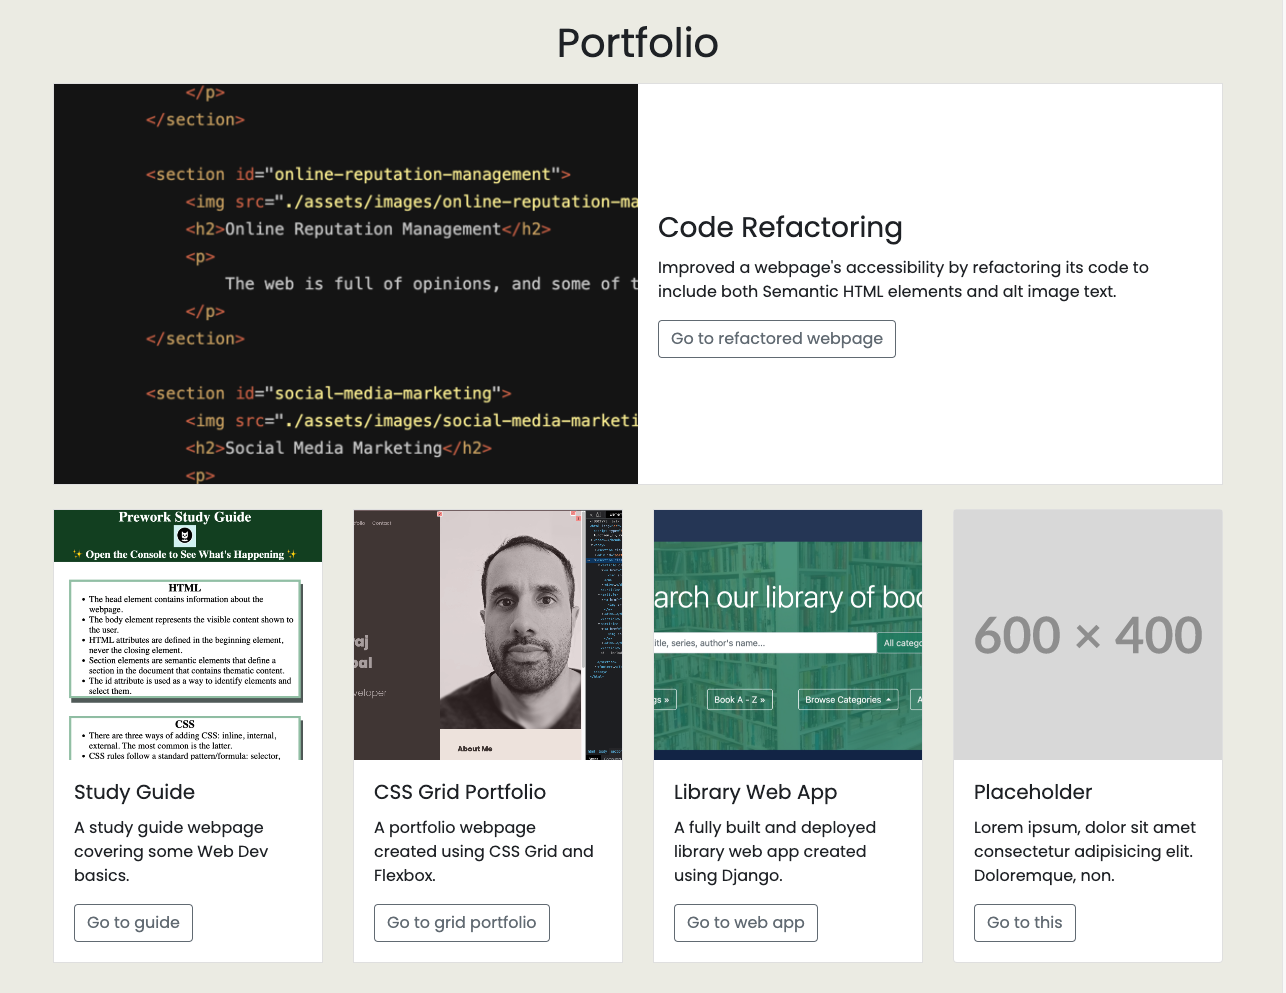 Portfolio
</p>
</section>
<section id="online-reputation-management">
<img src="./assets/images/online-reputation-ma
<h2>Online Reputation Management</h2>
<p>
The web is full of opinions, and some of t
</p>
</section>
<section id="social-media-marketing">
<img src="./assets/images/social-media-marketi
<h2>Social Media Marketing</h2>
<p>
Code Refactoring
Improved a webpage's accessibility by refactoring its code to
include both Semantic HTML elements and alt image text.
Go to refactored webpage
Prework Study Guide
✨ Open the Console to See What's Happening ✨
HTML
• The head element contains information about the
webpage.
• The body element represents the visible content shown to
the user.
• HTML attributes are defined in the beginning element,
never the closing element.
• Section elements are semantic elements that define a
section in the document that contains thematic content.
• The id attribute is used as a way to identify elements and
select them.
CSS
• There are three ways of adding CSS: inline, internal,
external. The most common is the latter.
• CSS rules follow a standard pattern/formula: selector,
Study Guide
A study guide webpage
covering some Web Dev
basics.
Go to guide
folio Contact
aj
pal
veloper
About Me
CSS Grid Portfolio
A portfolio webpage
created using CSS Grid and
Flexbox.
Go to grid portfolio
arch our library of boo
title, series, author's name...
All catego
gs »
Book A - Z »
Browse Categories
A
Library Web App
A fully built and deployed
library web app created
using Django.
Go to web app
600 × 400
Placeholder
Lorem ipsum, dolor sit amet
consectetur adipisicing elit.
Doloremque, non.
Go to this